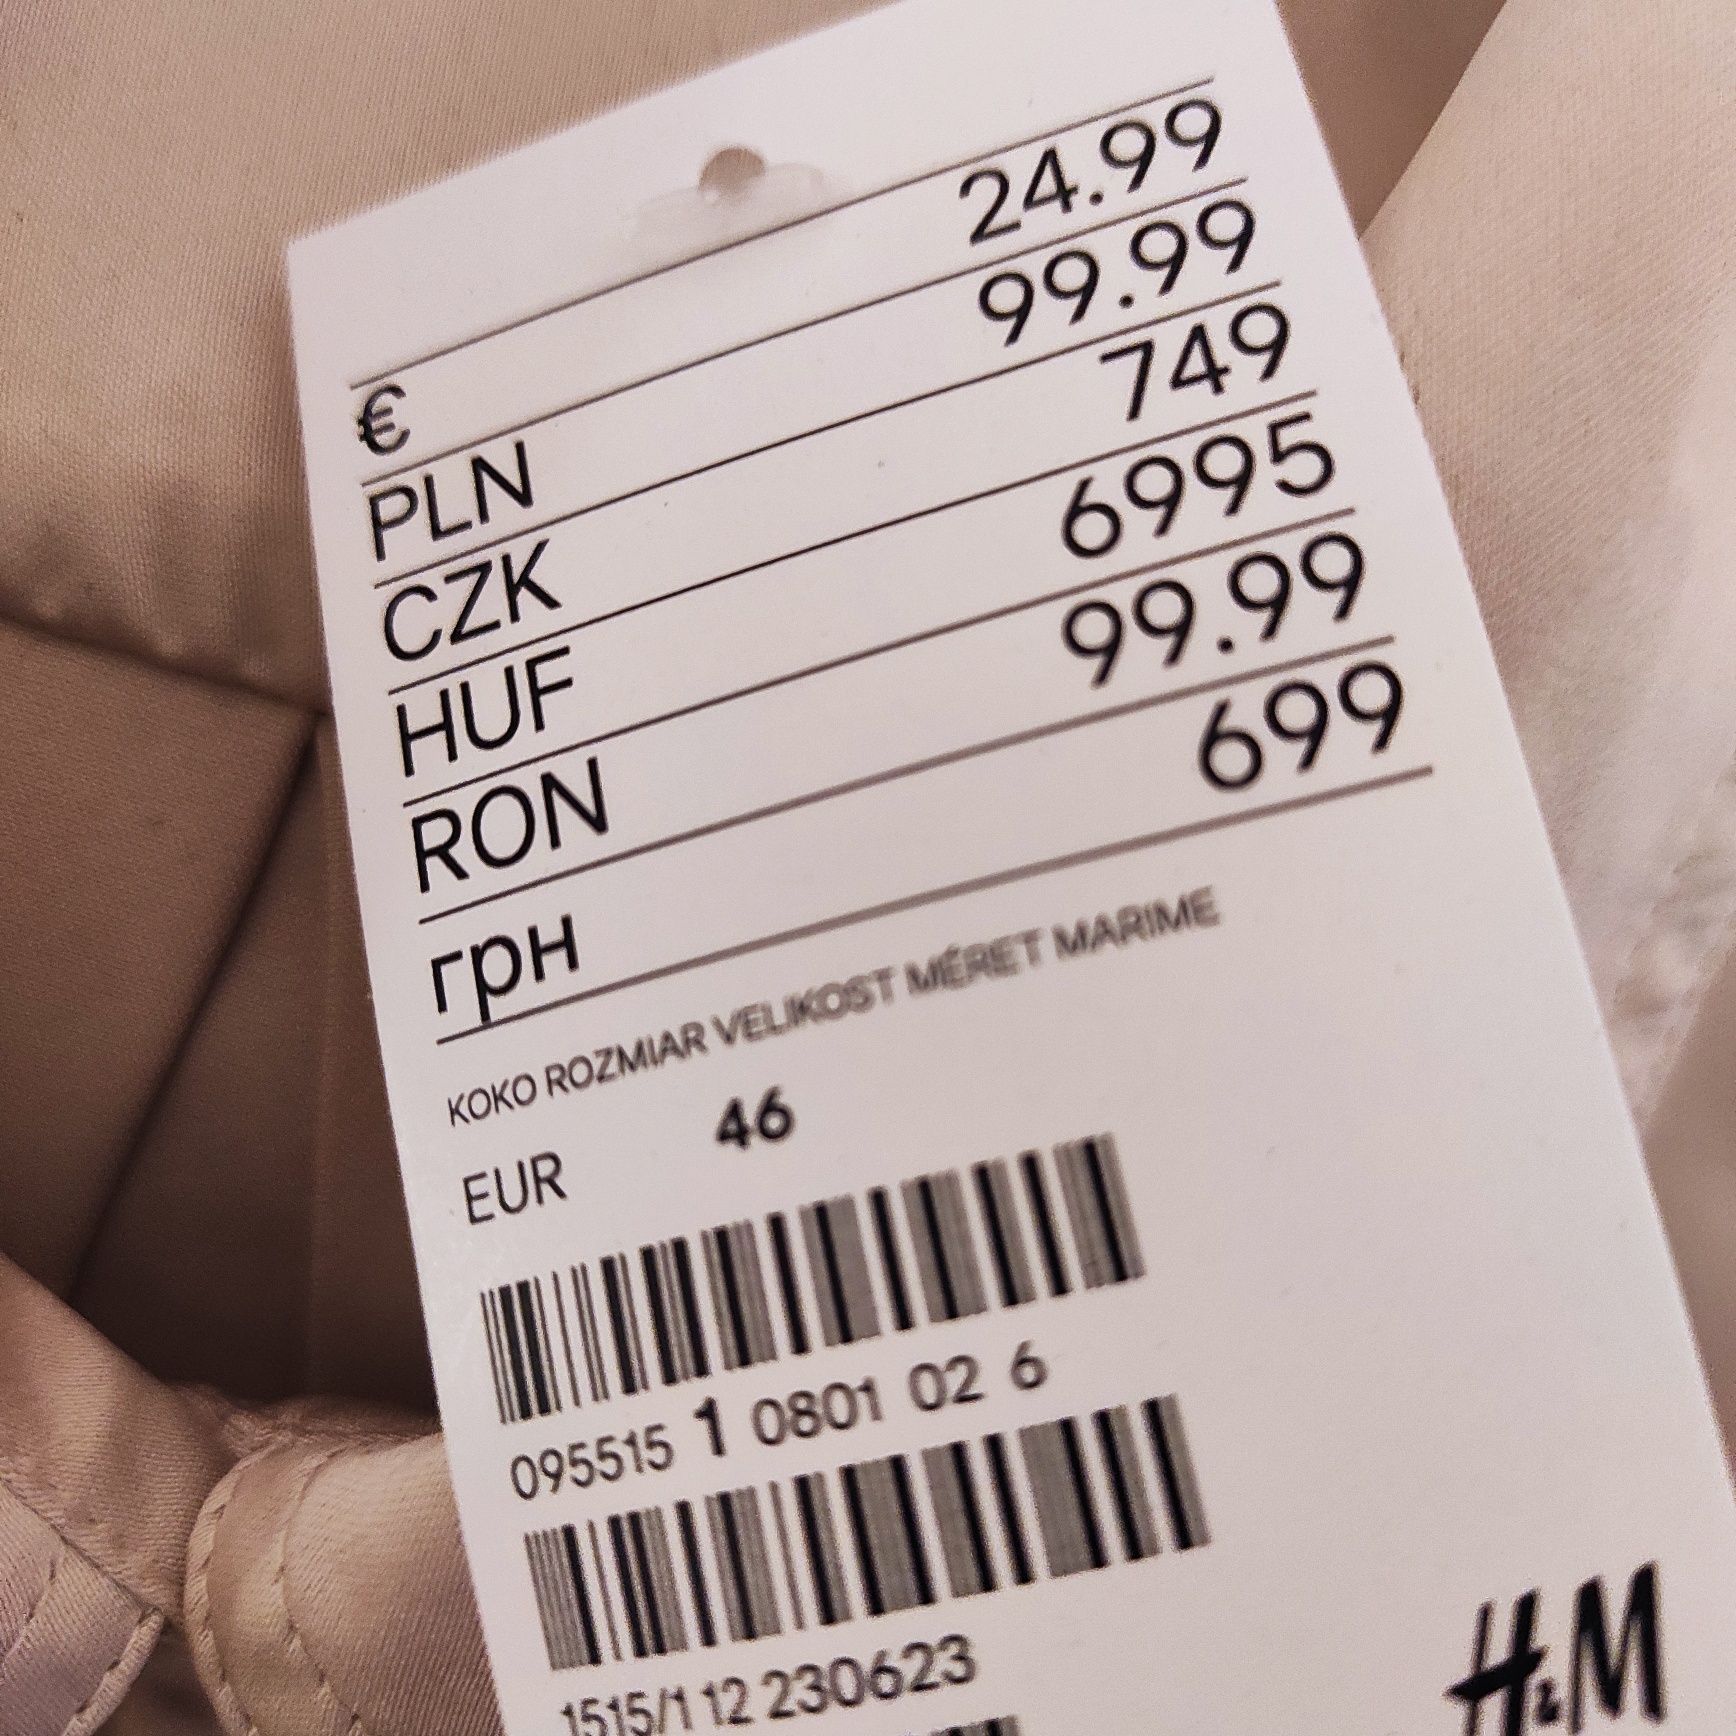 € 24.99
PLN 99.99
CZK 749
HUF 6995
RON 99.99
грн 699
KOKO ROZMIAR VELIKOST MÉRET MARIME
EUR 46
095515 1 0801 02 6
1515/1 12 230623
H&M